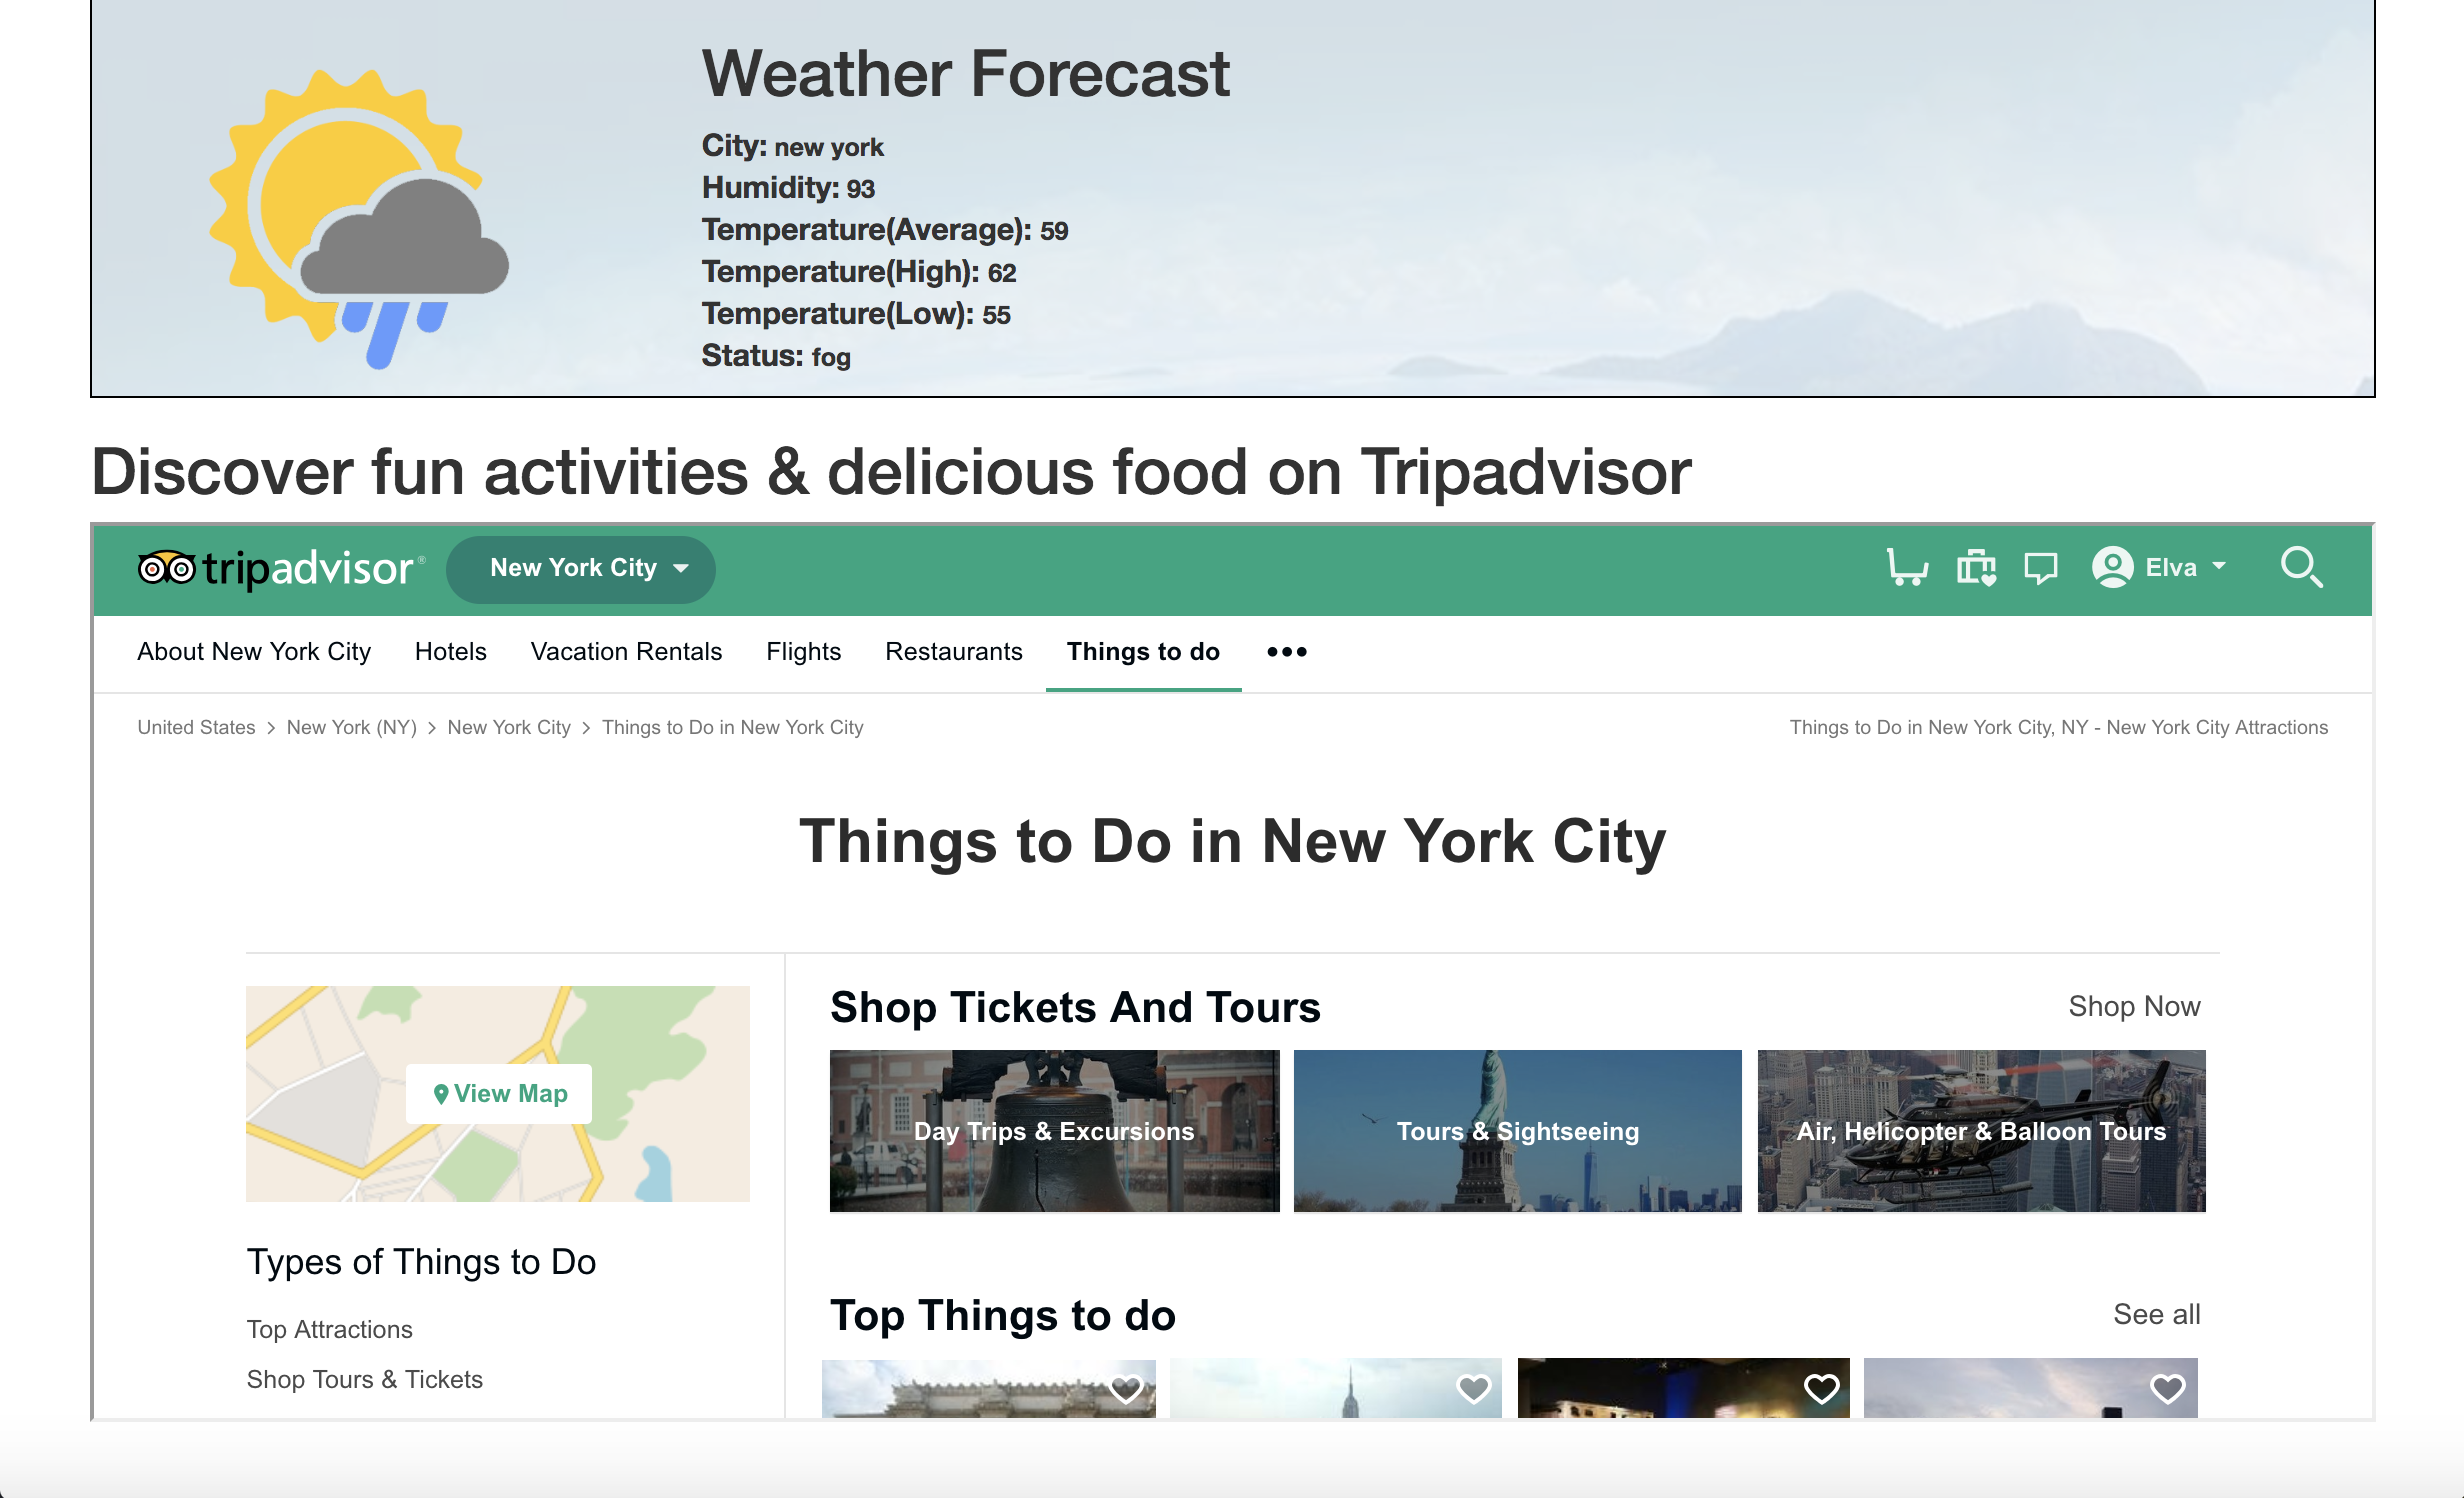 Weather Forecast
City: new york
Humidity: 93
Temperature(Average): 59
Temperature(High): 62
Temperature(Low): 55
Status: fog
Discover fun activities & delicious food on Tripadvisor
tripadvisor®
New York City
Elva
About New York City
Hotels
Vacation Rentals
Flights
Restaurants
Things to do
•••
United States > New York (NY) > New York City > Things to Do in New York City
Things to Do in New York City, NY - New York City Attractions
Things to Do in New York City
View Map
Types of Things to Do
Top Attractions
Shop Tours & Tickets
Shop Tickets And Tours
Shop Now
Day Trips & Excursions
Tours & Sightseeing
Air, Helicopter & Balloon Tours
Top Things to do
See all